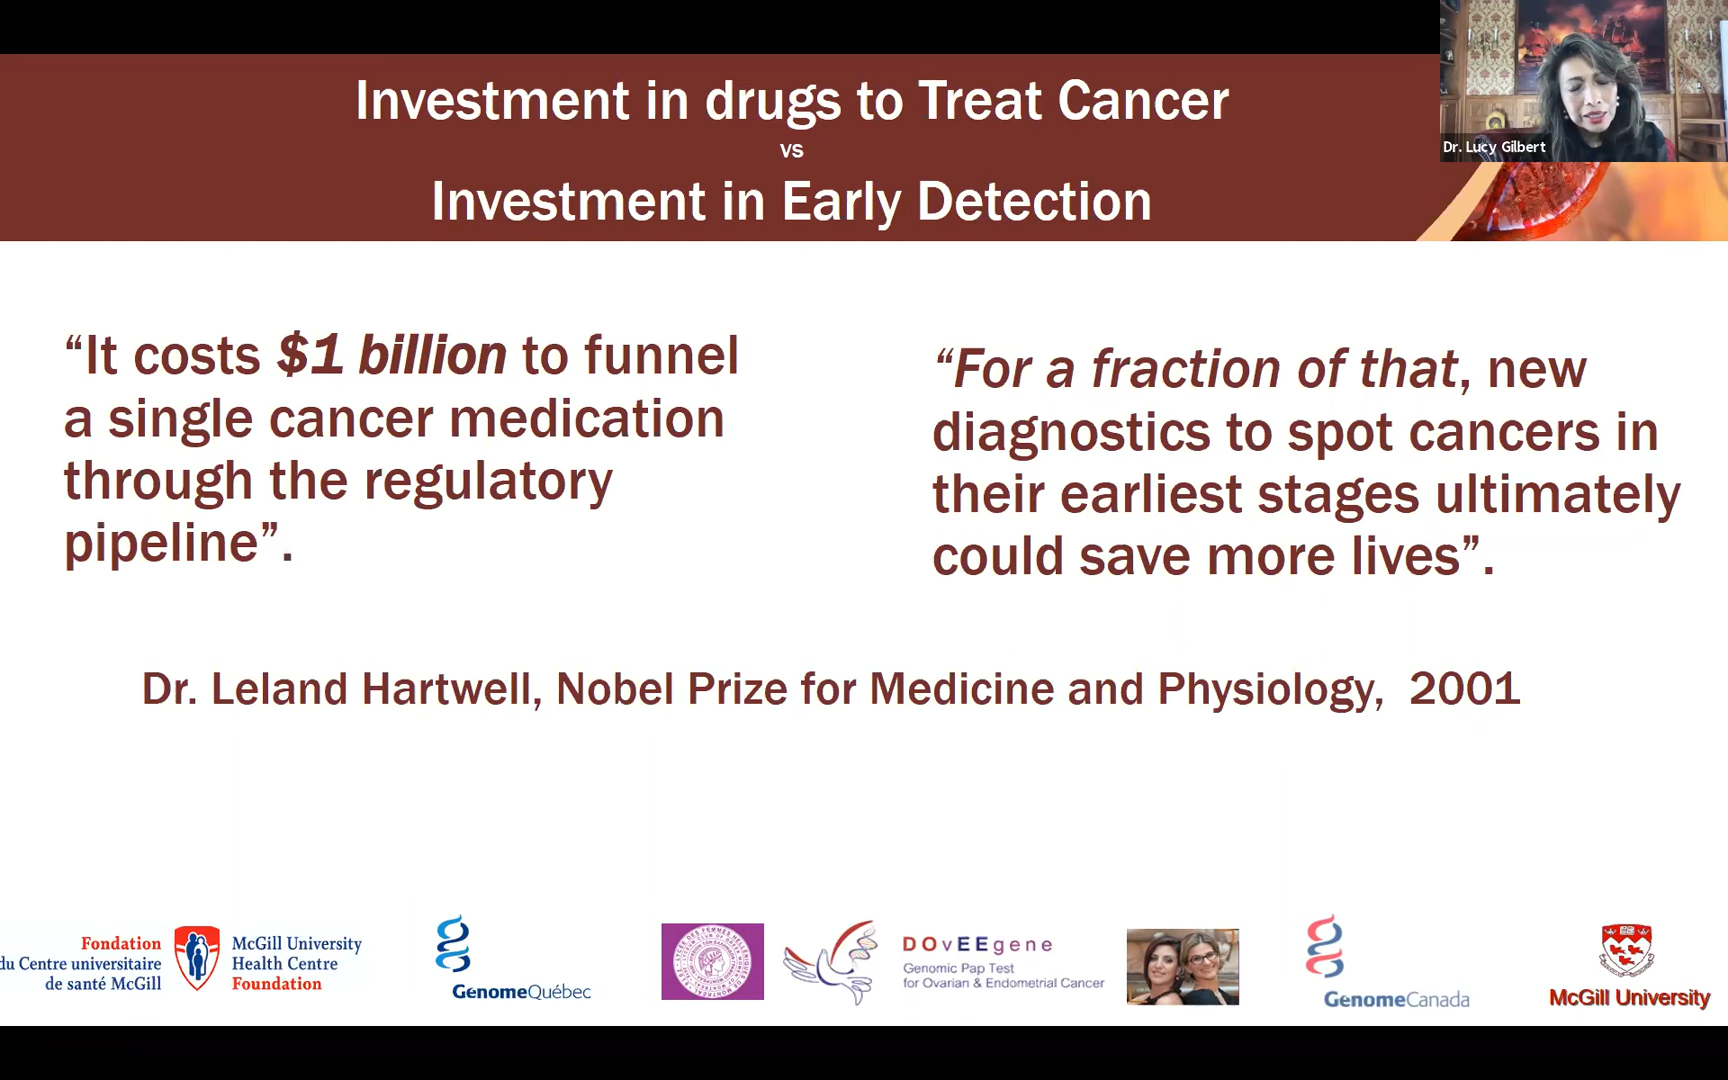 Investment in drugs to Treat Cancer
vs
Investment in Early Detection
Dr. Lucy Gilbert
“It costs $1 billion to funnel
a single cancer medication
through the regulatory
pipeline”.
“For a fraction of that, new
diagnostics to spot cancers in
their earliest stages ultimately
could save more lives”.
Dr. Leland Hartwell, Nobel Prize for Medicine and Physiology, 2001
Fondation
du Centre universitaire
de santé McGill
McGill University
Health Centre
Foundation
GenomeQuébec
DOvEEgene
Genomic Pap Test
for Ovarian & Endometrial Cancer
GenomeCanada
McGill University